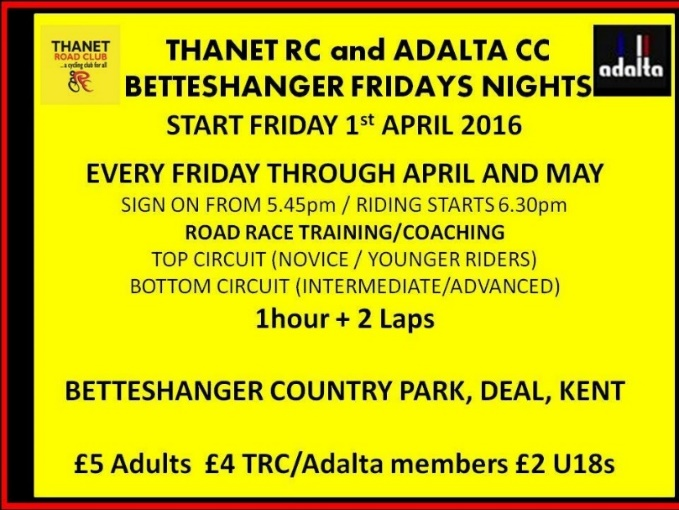 THANET
ROAD CLUB
...a cycling club for all
THANET RC and ADALTA CC
adalta
BETTESHANGER FRIDAYS NIGHTS
START FRIDAY 1st APRIL 2016
EVERY FRIDAY THROUGH APRIL AND MAY
SIGN ON FROM 5.45pm / RIDING STARTS 6.30pm
ROAD RACE TRAINING/COACHING
TOP CIRCUIT (NOVICE / YOUNGER RIDERS)
BOTTOM CIRCUIT (INTERMEDIATE/ADVANCED)
1hour + 2 Laps
BETTESHANGER COUNTRY PARK, DEAL, KENT
£5 Adults £4 TRC/Adalta members £2 U18s